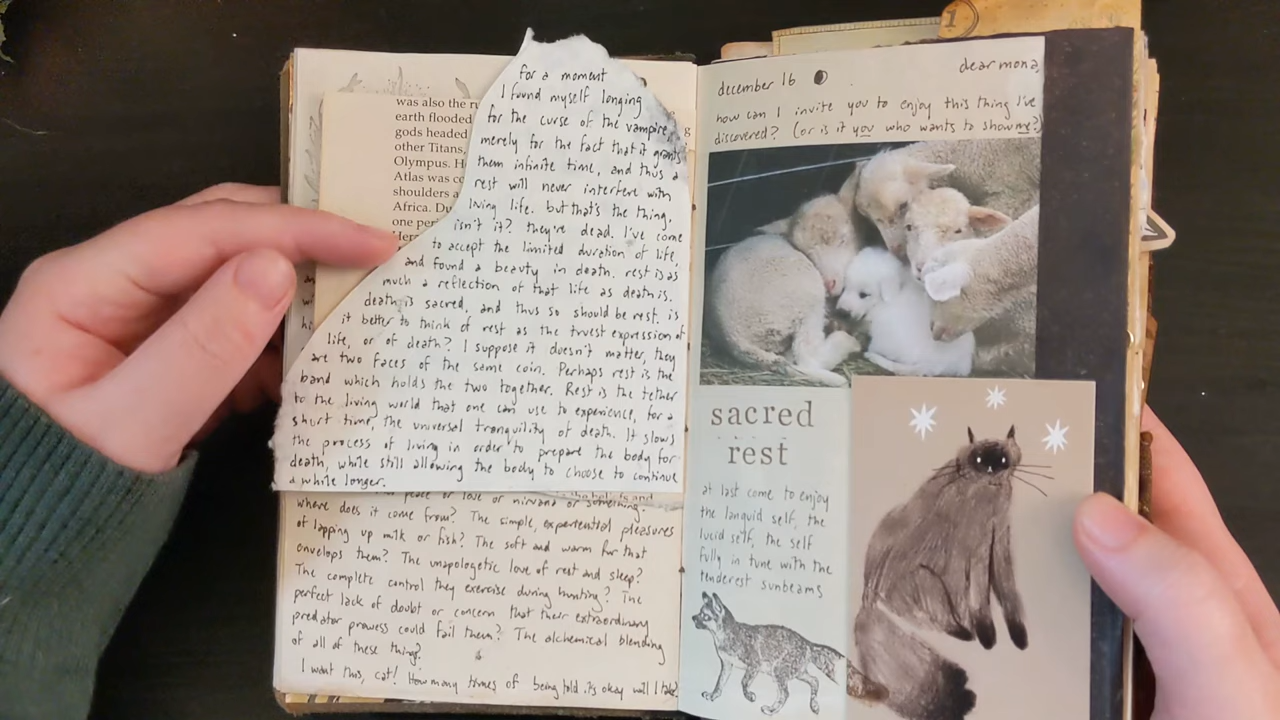 for a moment
I found myself longing
for the curse of the vampire,
merely for the fact that it grants
them infinite time, and thus a
rest will never interfere with
living life. but that's the thing,
isn't it? they're dead. I've come
to accept the limited duration of life,
and found a beauty in death. rest is as
much a reflection of that life as death is.
death is sacred, and thus so should be rest. is
it better to think of rest as the truest expression of
life, or of death? I suppose it doesn't matter, they
are two faces of the same coin. Perhaps rest is the
band which holds the two together. Rest is the tether
to the living world that one can use to experience, for a
short time, the universal tranquility of death. It slows
the process of living in order to prepare the body for
death, while still allowing the body to choose to continue
a while longer.
was also the
earth flooded
gods headed
other Titans,
Olympus. H
Atlas was co
shoulders a
Africa. Du
one per
the beliefs and
peace or love or nirvana or something.
where does it come from? The simple, experiential pleasures
of lapping up milk or fish? The soft and warm fur that
envelops them? The unapologetic love of rest and sleep?
The complete control they exercise during hunting? The
perfect lack of doubt or concern that their extraordinary
predator prowess could fail them? The alchemical blending
of all of these things?
I want this, cat! How many times of being told it's okay will I take
1
december 16
dear mona,
how can I invite you to enjoy this thing I've
discovered? (or is it you who wants to show me?)
sacred
rest
at last come to enjoy
the languid self, the
lucid self, the self
fully in tune with the
tenderest sunbeams